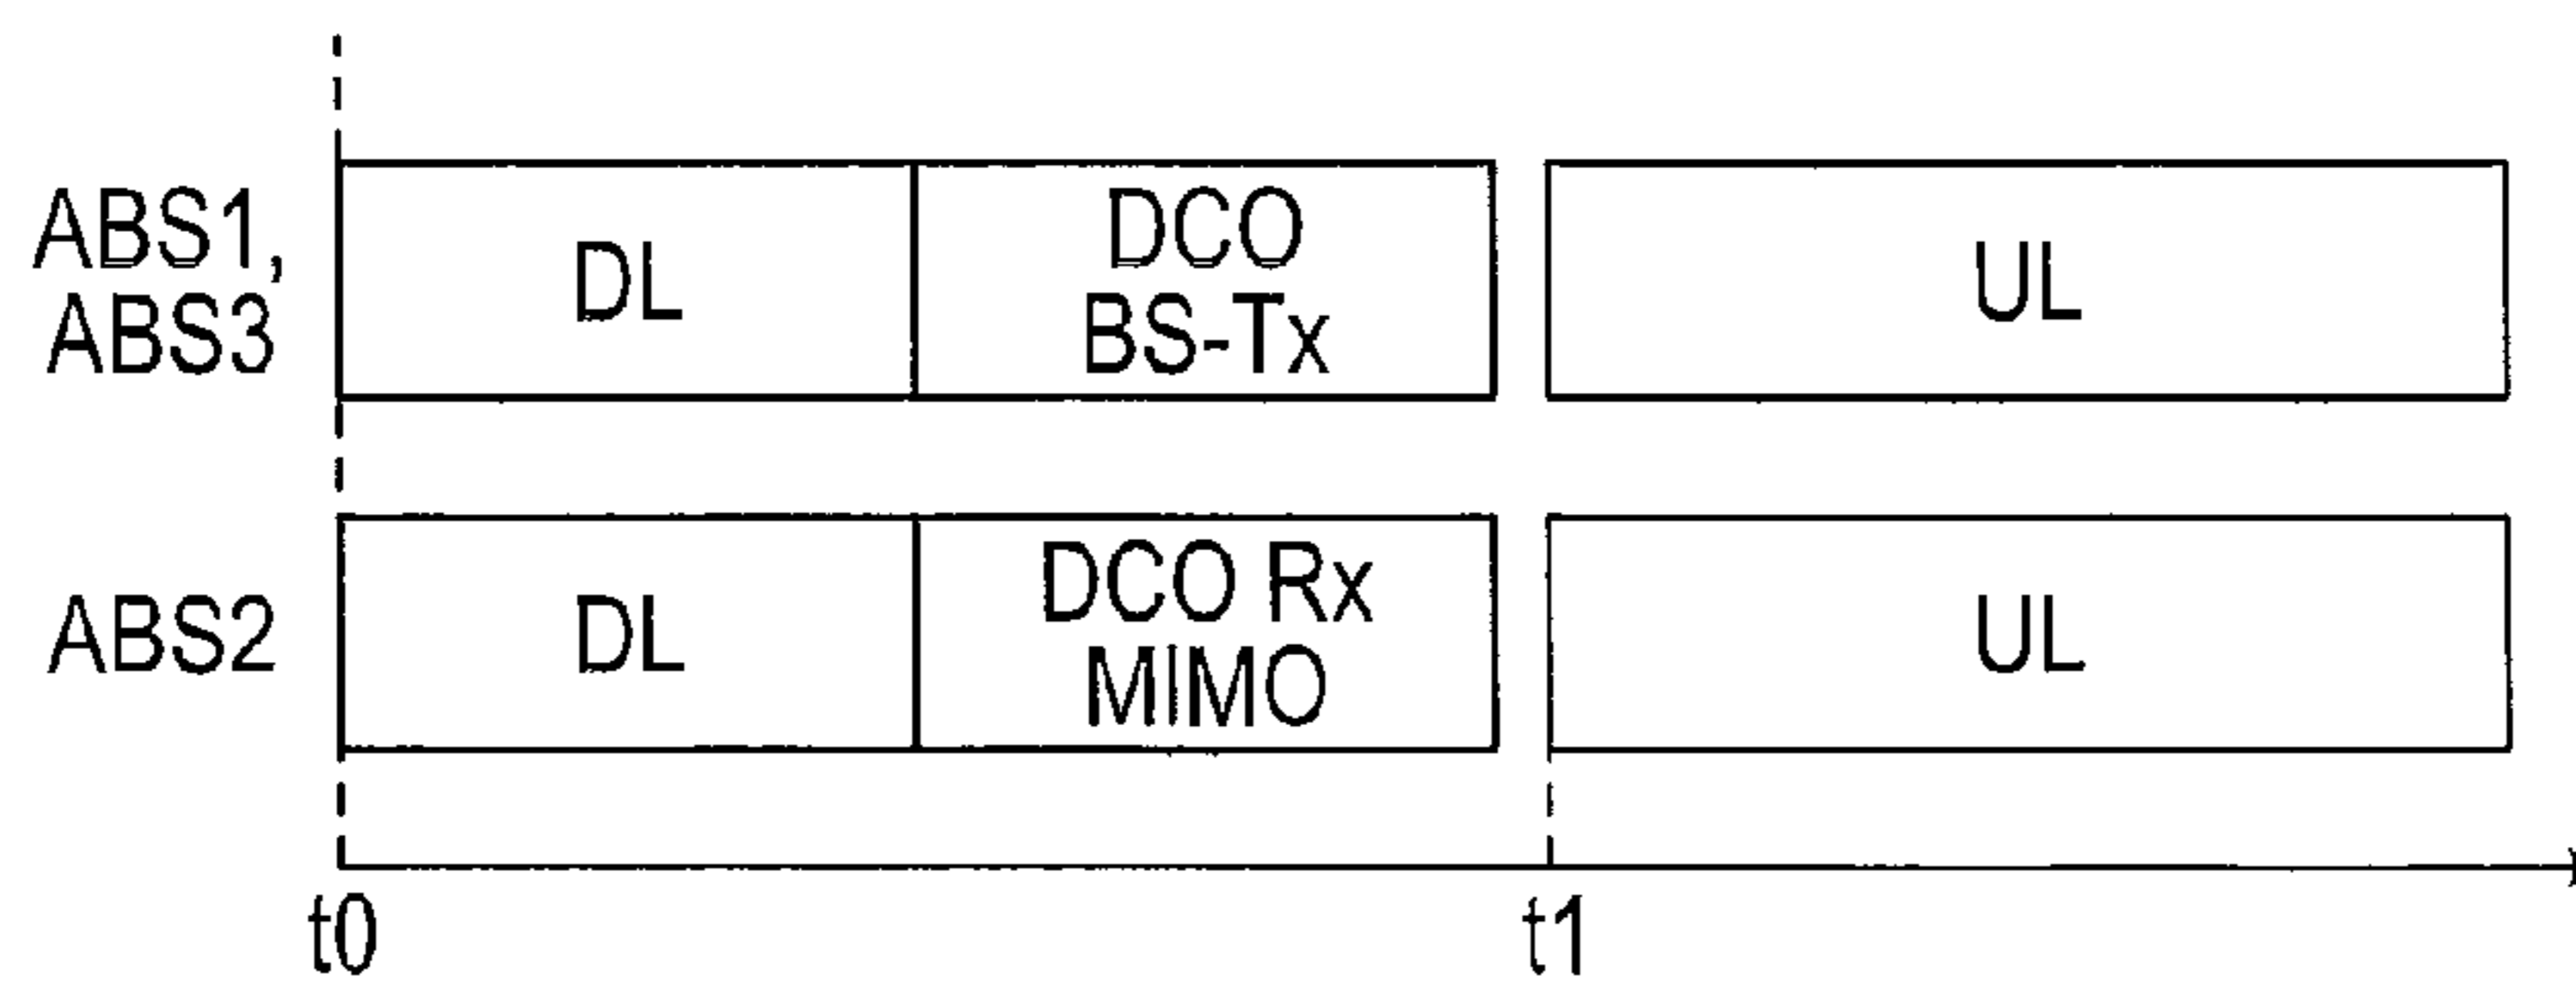 ABS1,
ABS3
DL
DCO
BS-Tx
UL
ABS2
DL
DCO Rx
MIMO
UL
t0
t1